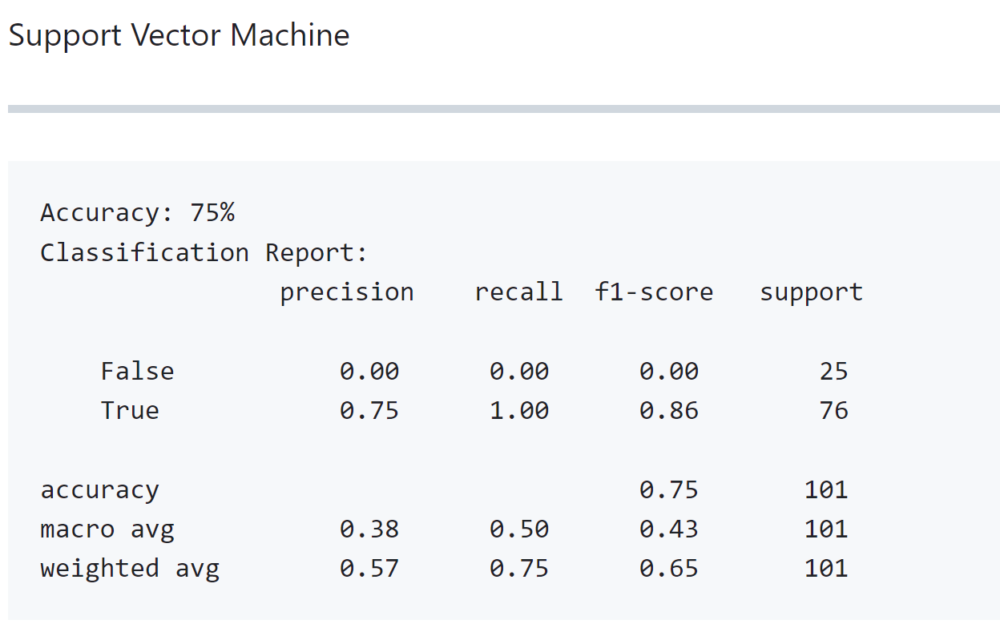 Support Vector Machine
Accuracy: 75%
Classification Report:
precision recall f1-score support
False 0.00 0.00 0.00 25
True 0.75 1.00 0.86 76
accuracy 0.75 101
macro avg 0.38 0.50 0.43 101
weighted avg 0.57 0.75 0.65 101